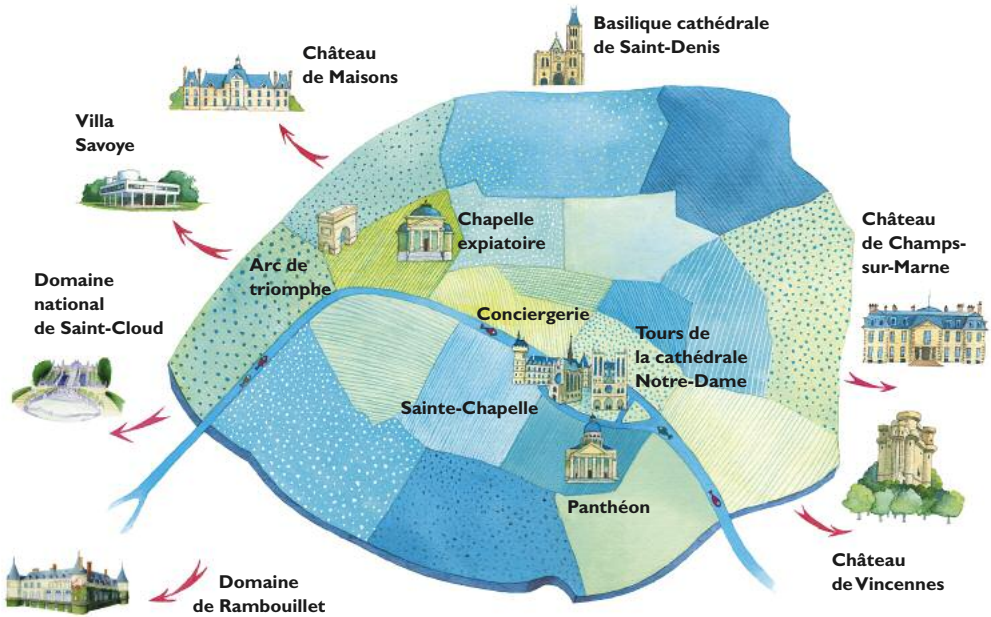 Basilique cathédrale
de Saint-Denis
Château
de Maisons
Villa
Savoye
Chapelle
expiatoire
Château
de Champs-
sur-Marne
Arc de
triomphe
Domaine
national
de Saint-Cloud
Conciergerie
Tours de
la cathédrale
Notre-Dame
Sainte-Chapelle
Panthéon
Château
de Vincennes
Domaine
de Rambouillet